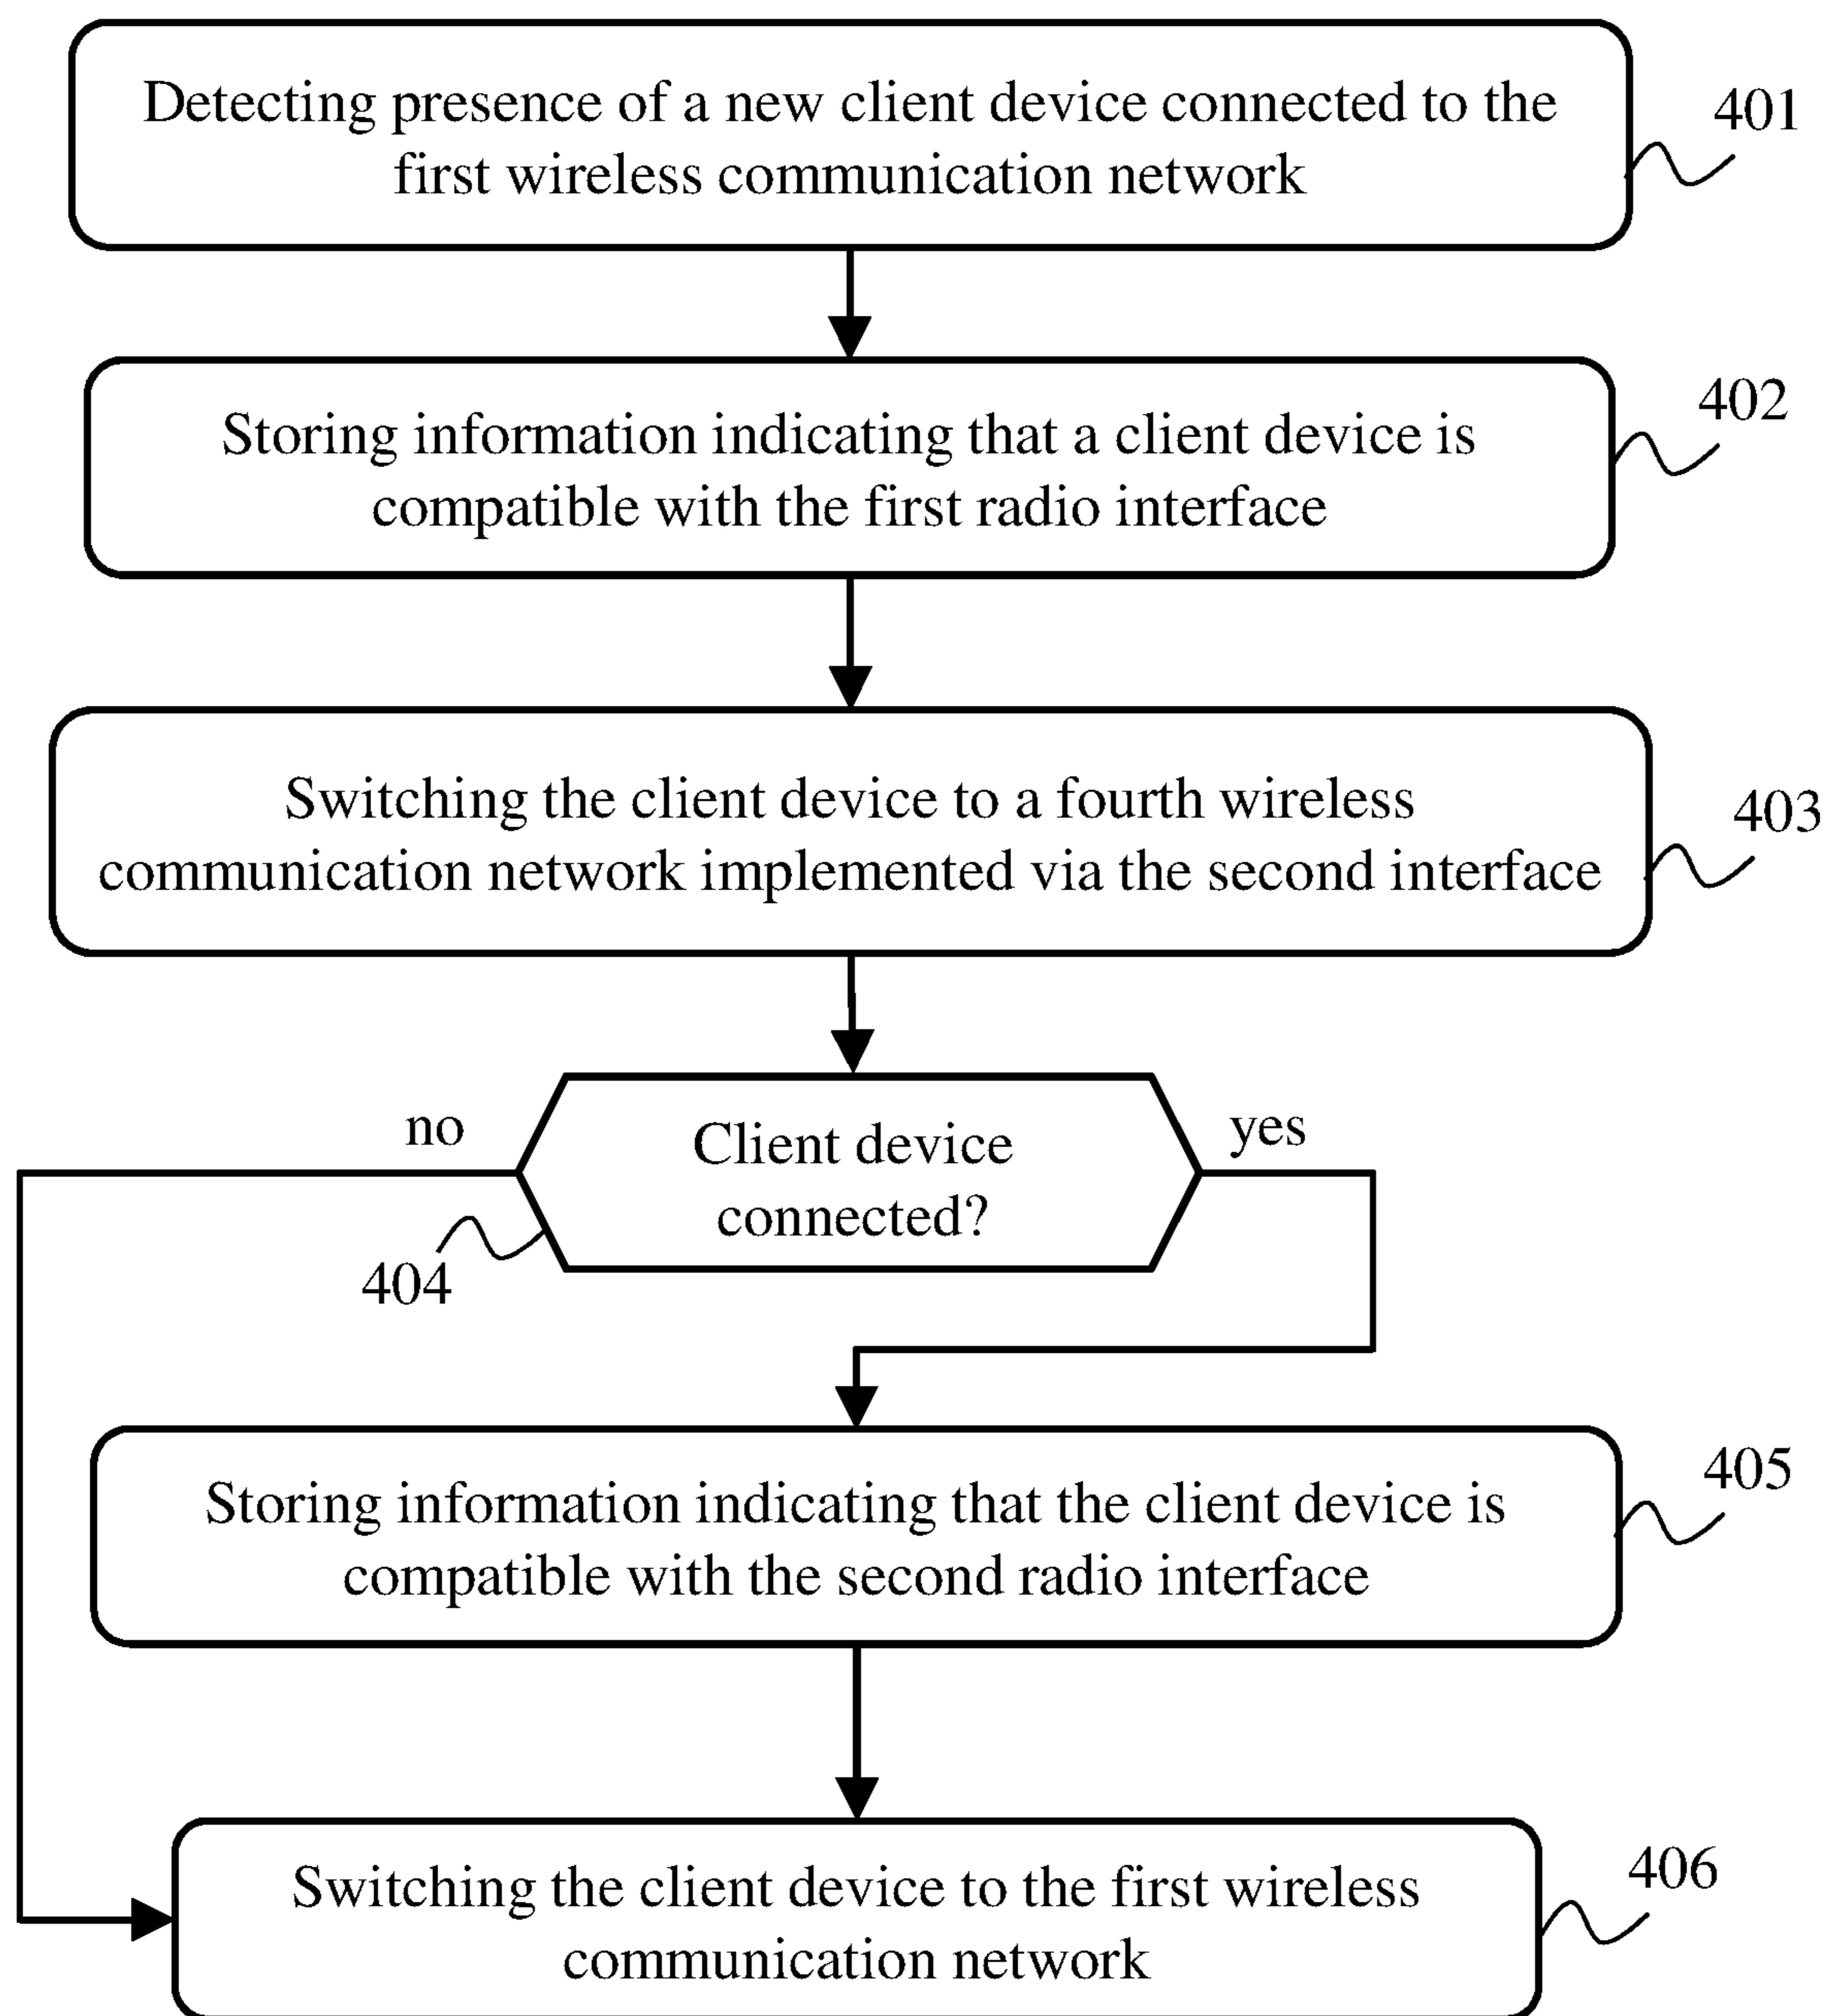 Detecting presence of a new client device connected to the
first wireless communication network
401
Storing information indicating that a client device is
compatible with the first radio interface
402
Switching the client device to a fourth wireless
communication network implemented via the second interface
403
no
Client device
connected?
yes
404
Storing information indicating that the client device is
compatible with the second radio interface
405
Switching the client device to the first wireless
communication network
406